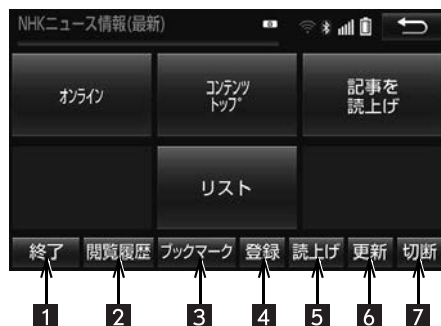 NHKニュース情報(最新)
オンライン
コンテンツ
トップ
記事を
読上げ
リスト
終了 閲覧履歴 ブックマーク 登録 読上げ 更新 切断
1 2 3 4 5 6 7